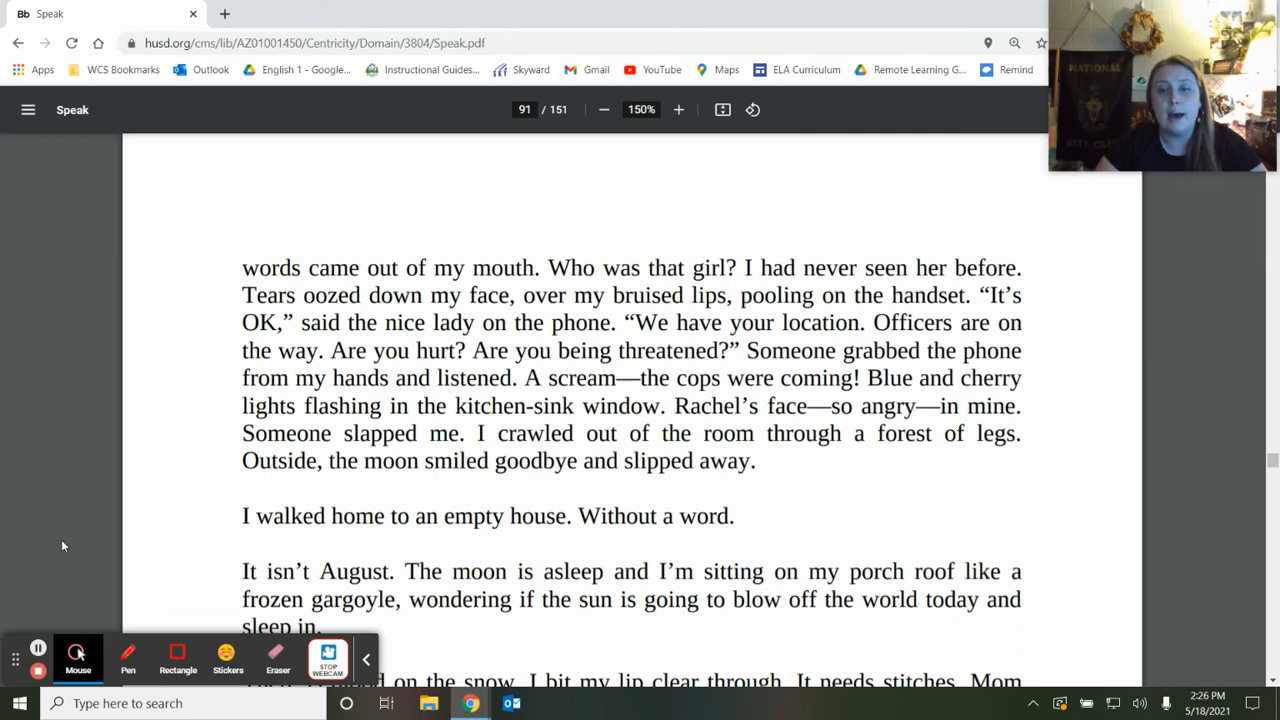 Bb Speak
husd.org/cms/lib/AZ01001450/Centricity/Domain/3804/Speak.pdf
Apps WCS Bookmarks Outlook English 1 - Google... Instructional Guides... Skyward Gmail YouTube Maps ELA Curriculum Remote Learning G... Remind
Speak 91 / 151 150%
NATIONAL
words came out of my mouth. Who was that girl? I had never seen her before.
Tears oozed down my face, over my bruised lips, pooling on the handset. “It’s
OK,” said the nice lady on the phone. “We have your location. Officers are on
the way. Are you hurt? Are you being threatened?” Someone grabbed the phone
from my hands and listened. A scream—the cops were coming! Blue and cherry
lights flashing in the kitchen-sink window. Rachel’s face—so angry—in mine.
Someone slapped me. I crawled out of the room through a forest of legs.
Outside, the moon smiled goodbye and slipped away.
I walked home to an empty house. Without a word.
It isn’t August. The moon is asleep and I’m sitting on my porch roof like a
frozen gargoyle, wondering if the sun is going to blow off the world today and
sleep in.
on the snow. I bit my lip clear through. It needs stitches. Mom
Mouse Pen Rectangle Stickers Eraser STOP WEBCAM
Type here to search
2:26 PM
5/18/2021